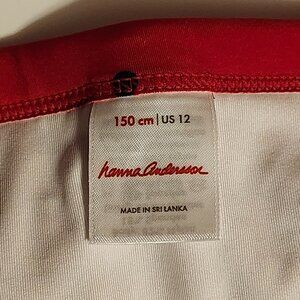 150 cm | US 12
hanna andersson
MADE IN SRI LANKA